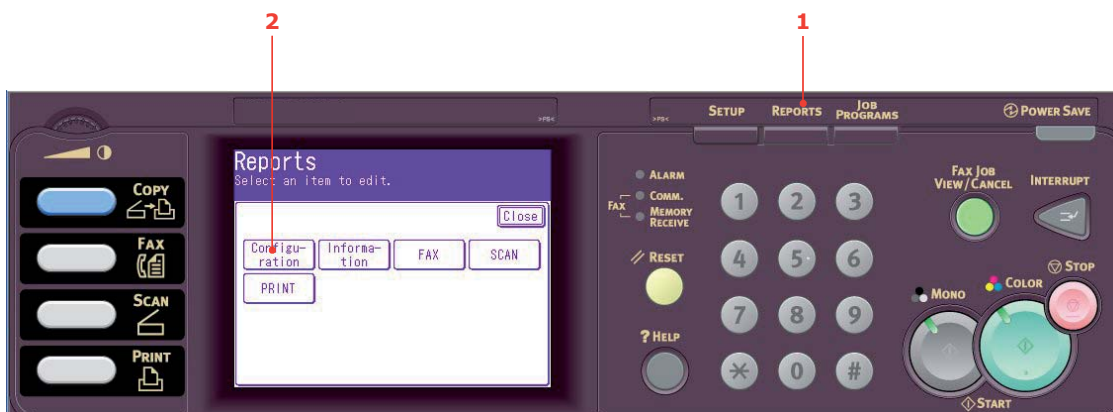 2
1
>PS<
>PS<
SETUP
REPORTS
JOB
PROGRAMS
POWER SAVE
COPY
FAX
SCAN
PRINT
Reports
Select an item to edit.
Close
Configu-
ration
Informa-
tion
FAX
SCAN
PRINT
ALARM
FAX
COMM.
MEMORY
RECEIVE
RESET
? HELP
1
2
3
4
5
6
7
8
9
*
0
#
FAX JOB
VIEW/CANCEL
INTERRUPT
STOP
MONO
COLOR
START